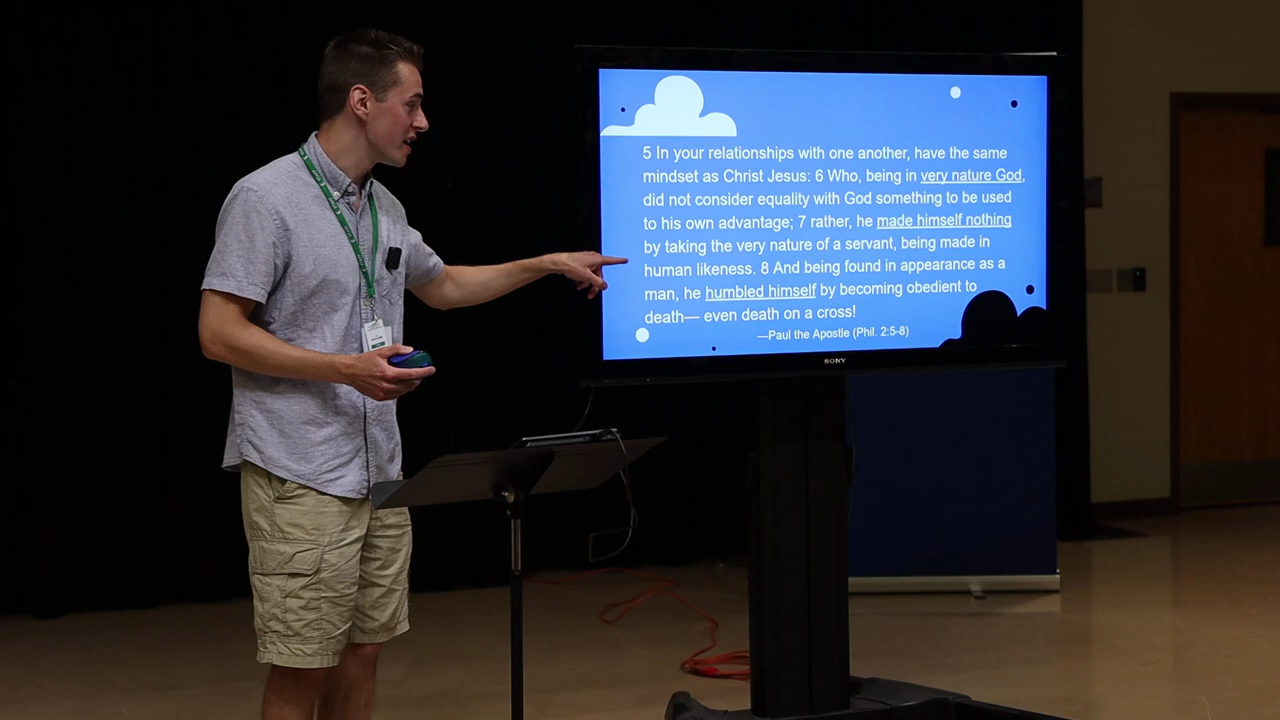 5 In your relationships with one another, have the same
mindset as Christ Jesus: 6 Who, being in very nature God,
did not consider equality with God something to be used
to his own advantage; 7 rather, he made himself nothing
by taking the very nature of a servant, being made in
human likeness. 8 And being found in appearance as a
man, he humbled himself by becoming obedient to
death— even death on a cross!
—Paul the Apostle (Phil. 2:5-8)
SONY